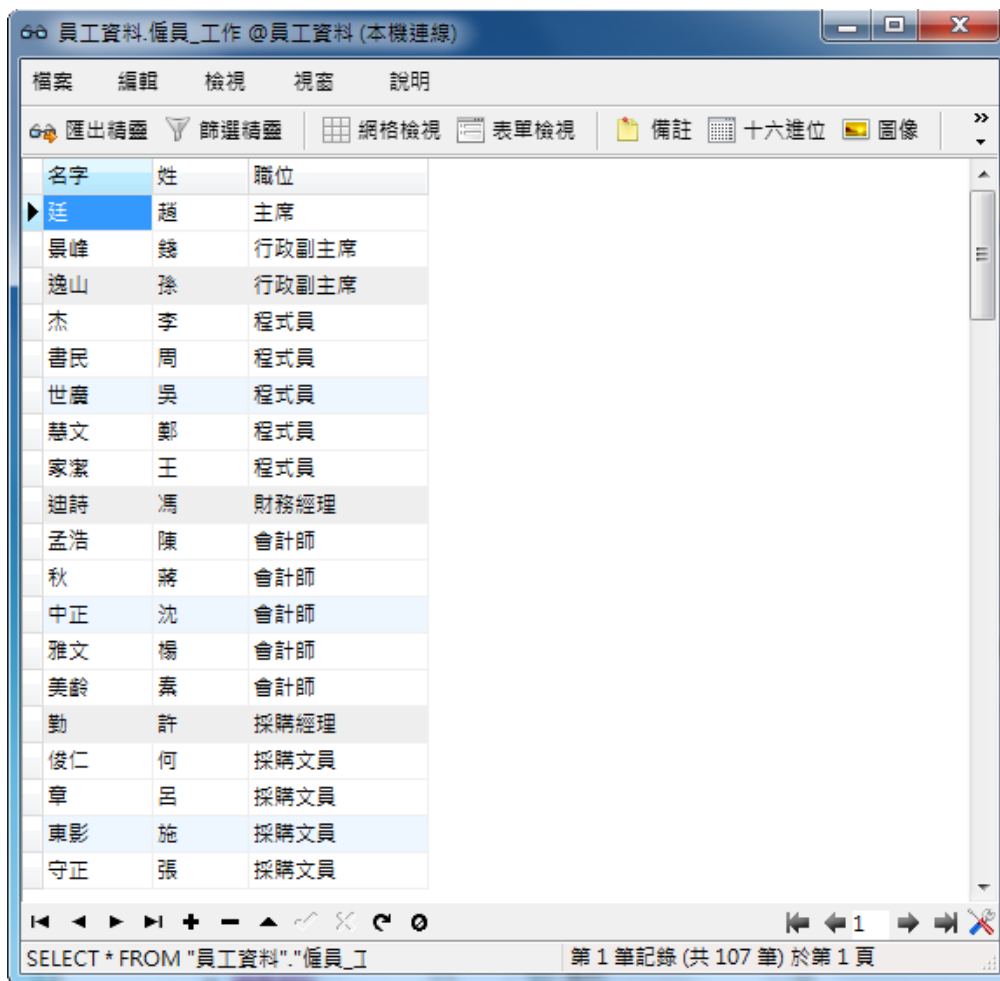 員工資料.僱員_工作 @員工資料 (本機連線)
檔案 編輯 檢視 視窗 說明
匯出精靈 篩選精靈 網格檢視 表單檢視 備註 十六進位 圖像
名字 姓 職位
廷 趙 主席
景峰 錢 行政副主席
逸山 孫 行政副主席
杰 李 程式員
書民 周 程式員
世廣 吳 程式員
慧文 鄭 程式員
家潔 王 程式員
迪詩 馮 財務經理
孟浩 陳 會計師
秋 蔣 會計師
中正 沈 會計師
雅文 楊 會計師
美齡 素 會計師
勤 許 採購經理
俊仁 何 採購文員
章 呂 採購文員
東影 施 採購文員
守正 張 採購文員
1
SELECT * FROM "員工資料"."僱員_工 第 1 筆記錄 (共 107 筆) 於第 1 頁